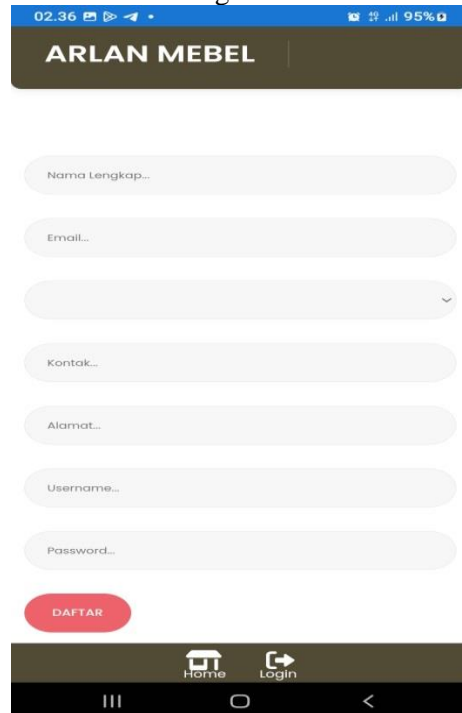 02.36 95%
ARLAN MEBEL
Nama Lengkap...
Email...
Kontak...
Alamat...
Username...
Password...
DAFTAR
Home Login